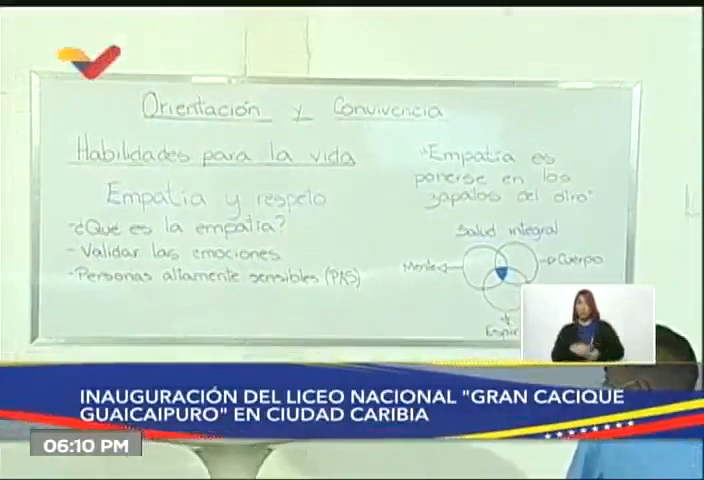 Orientación y Convivencia
Habilidades para la vida
Empatía y respeto
-¿Qué es la empatía?
- Validar las emociones
- Personas altamente sensibles (PAS)
"Empatía es
ponerse en los
zapatos del otro"
Salud integral
Mente
Cuerpo
INAUGURACIÓN DEL LICEO NACIONAL "GRAN CACIQUE
GUAICAIPURO" EN CIUDAD CARIBIA
06:10 PM